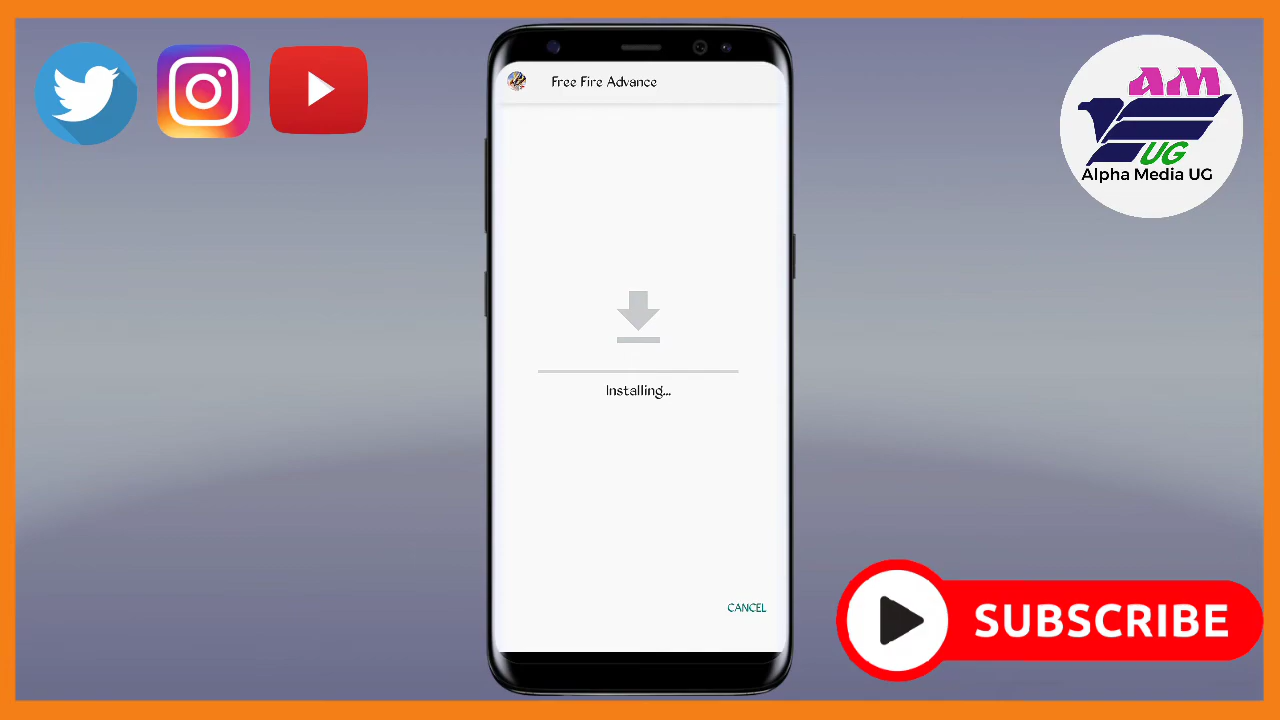 Free Fire Advance
AM
UG
Alpha Media UG
Installing...
CANCEL
SUBSCRIBE